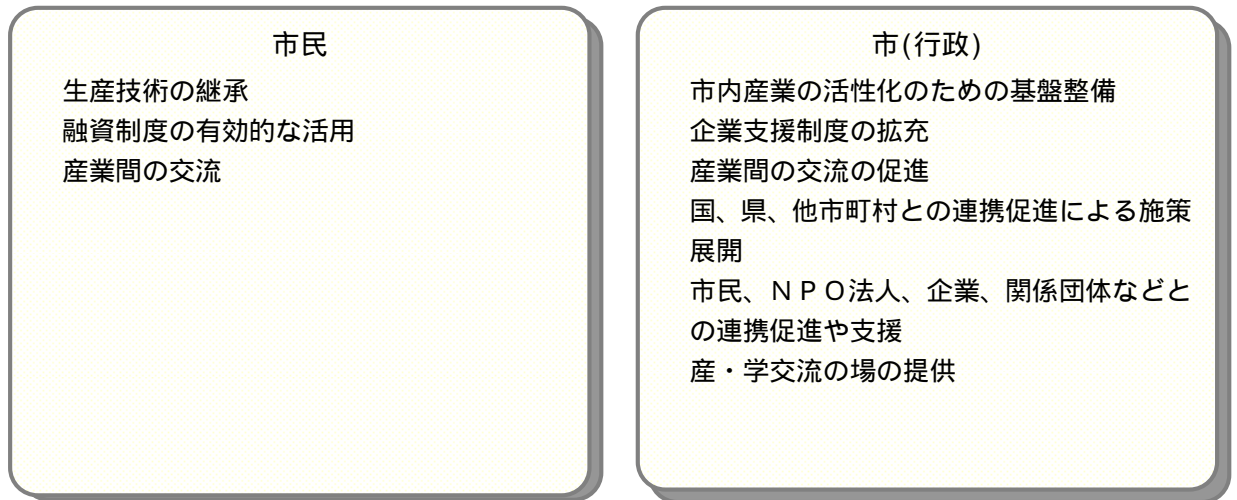 市民
生産技術の継承
融資制度の有効的な活用
産業間の交流
市(行政)
市内産業の活性化のための基盤整備
企業支援制度の拡充
産業間の交流の促進
国、県、他市町村との連携促進による施策
展開
市民、ＮＰＯ法人、企業、関係団体などと
の連携促進や支援
産・学交流の場の提供